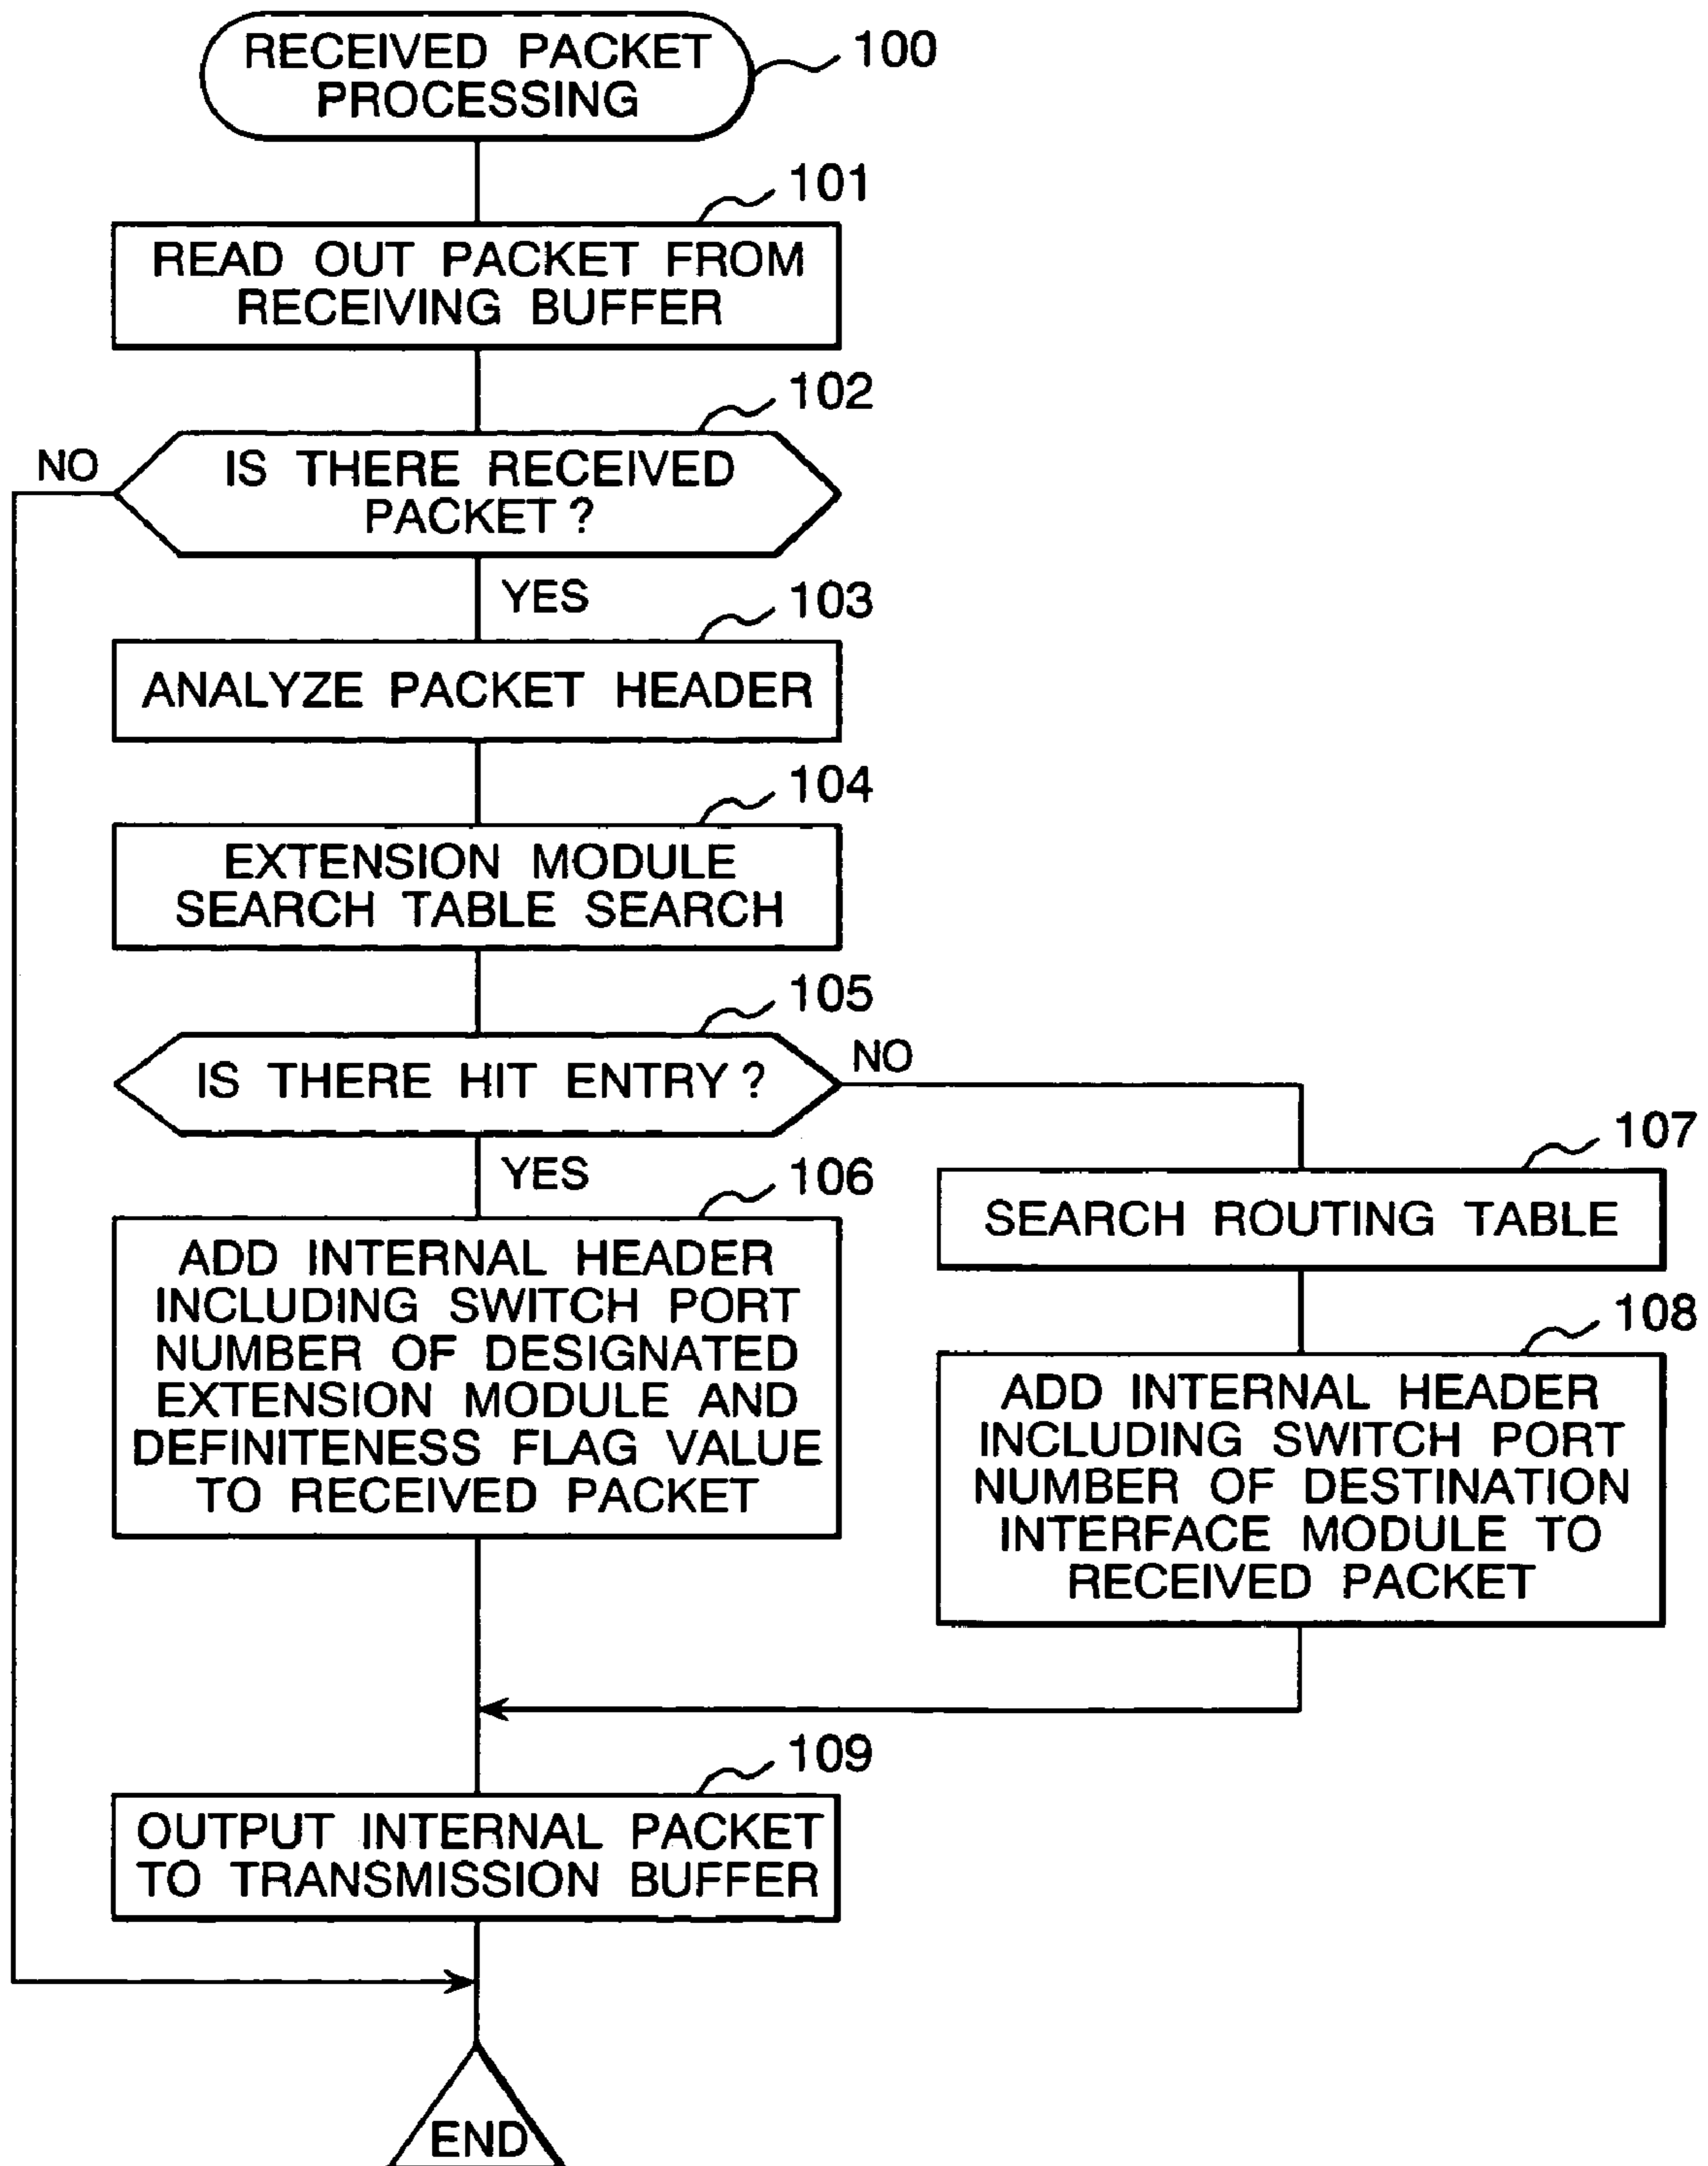 RECEIVED PACKET
PROCESSING
100
101
READ OUT PACKET FROM
RECEIVING BUFFER
102
NO
IS THERE RECEIVED
PACKET ?
YES
103
ANALYZE PACKET HEADER
104
EXTENSION MODULE
SEARCH TABLE SEARCH
105
IS THERE HIT ENTRY ?
NO
YES
106
ADD INTERNAL HEADER
INCLUDING SWITCH PORT
NUMBER OF DESIGNATED
EXTENSION MODULE AND
DEFINITENESS FLAG VALUE
TO RECEIVED PACKET
107
SEARCH ROUTING TABLE
108
ADD INTERNAL HEADER
INCLUDING SWITCH PORT
NUMBER OF DESTINATION
INTERFACE MODULE TO
RECEIVED PACKET
109
OUTPUT INTERNAL PACKET
TO TRANSMISSION BUFFER
END